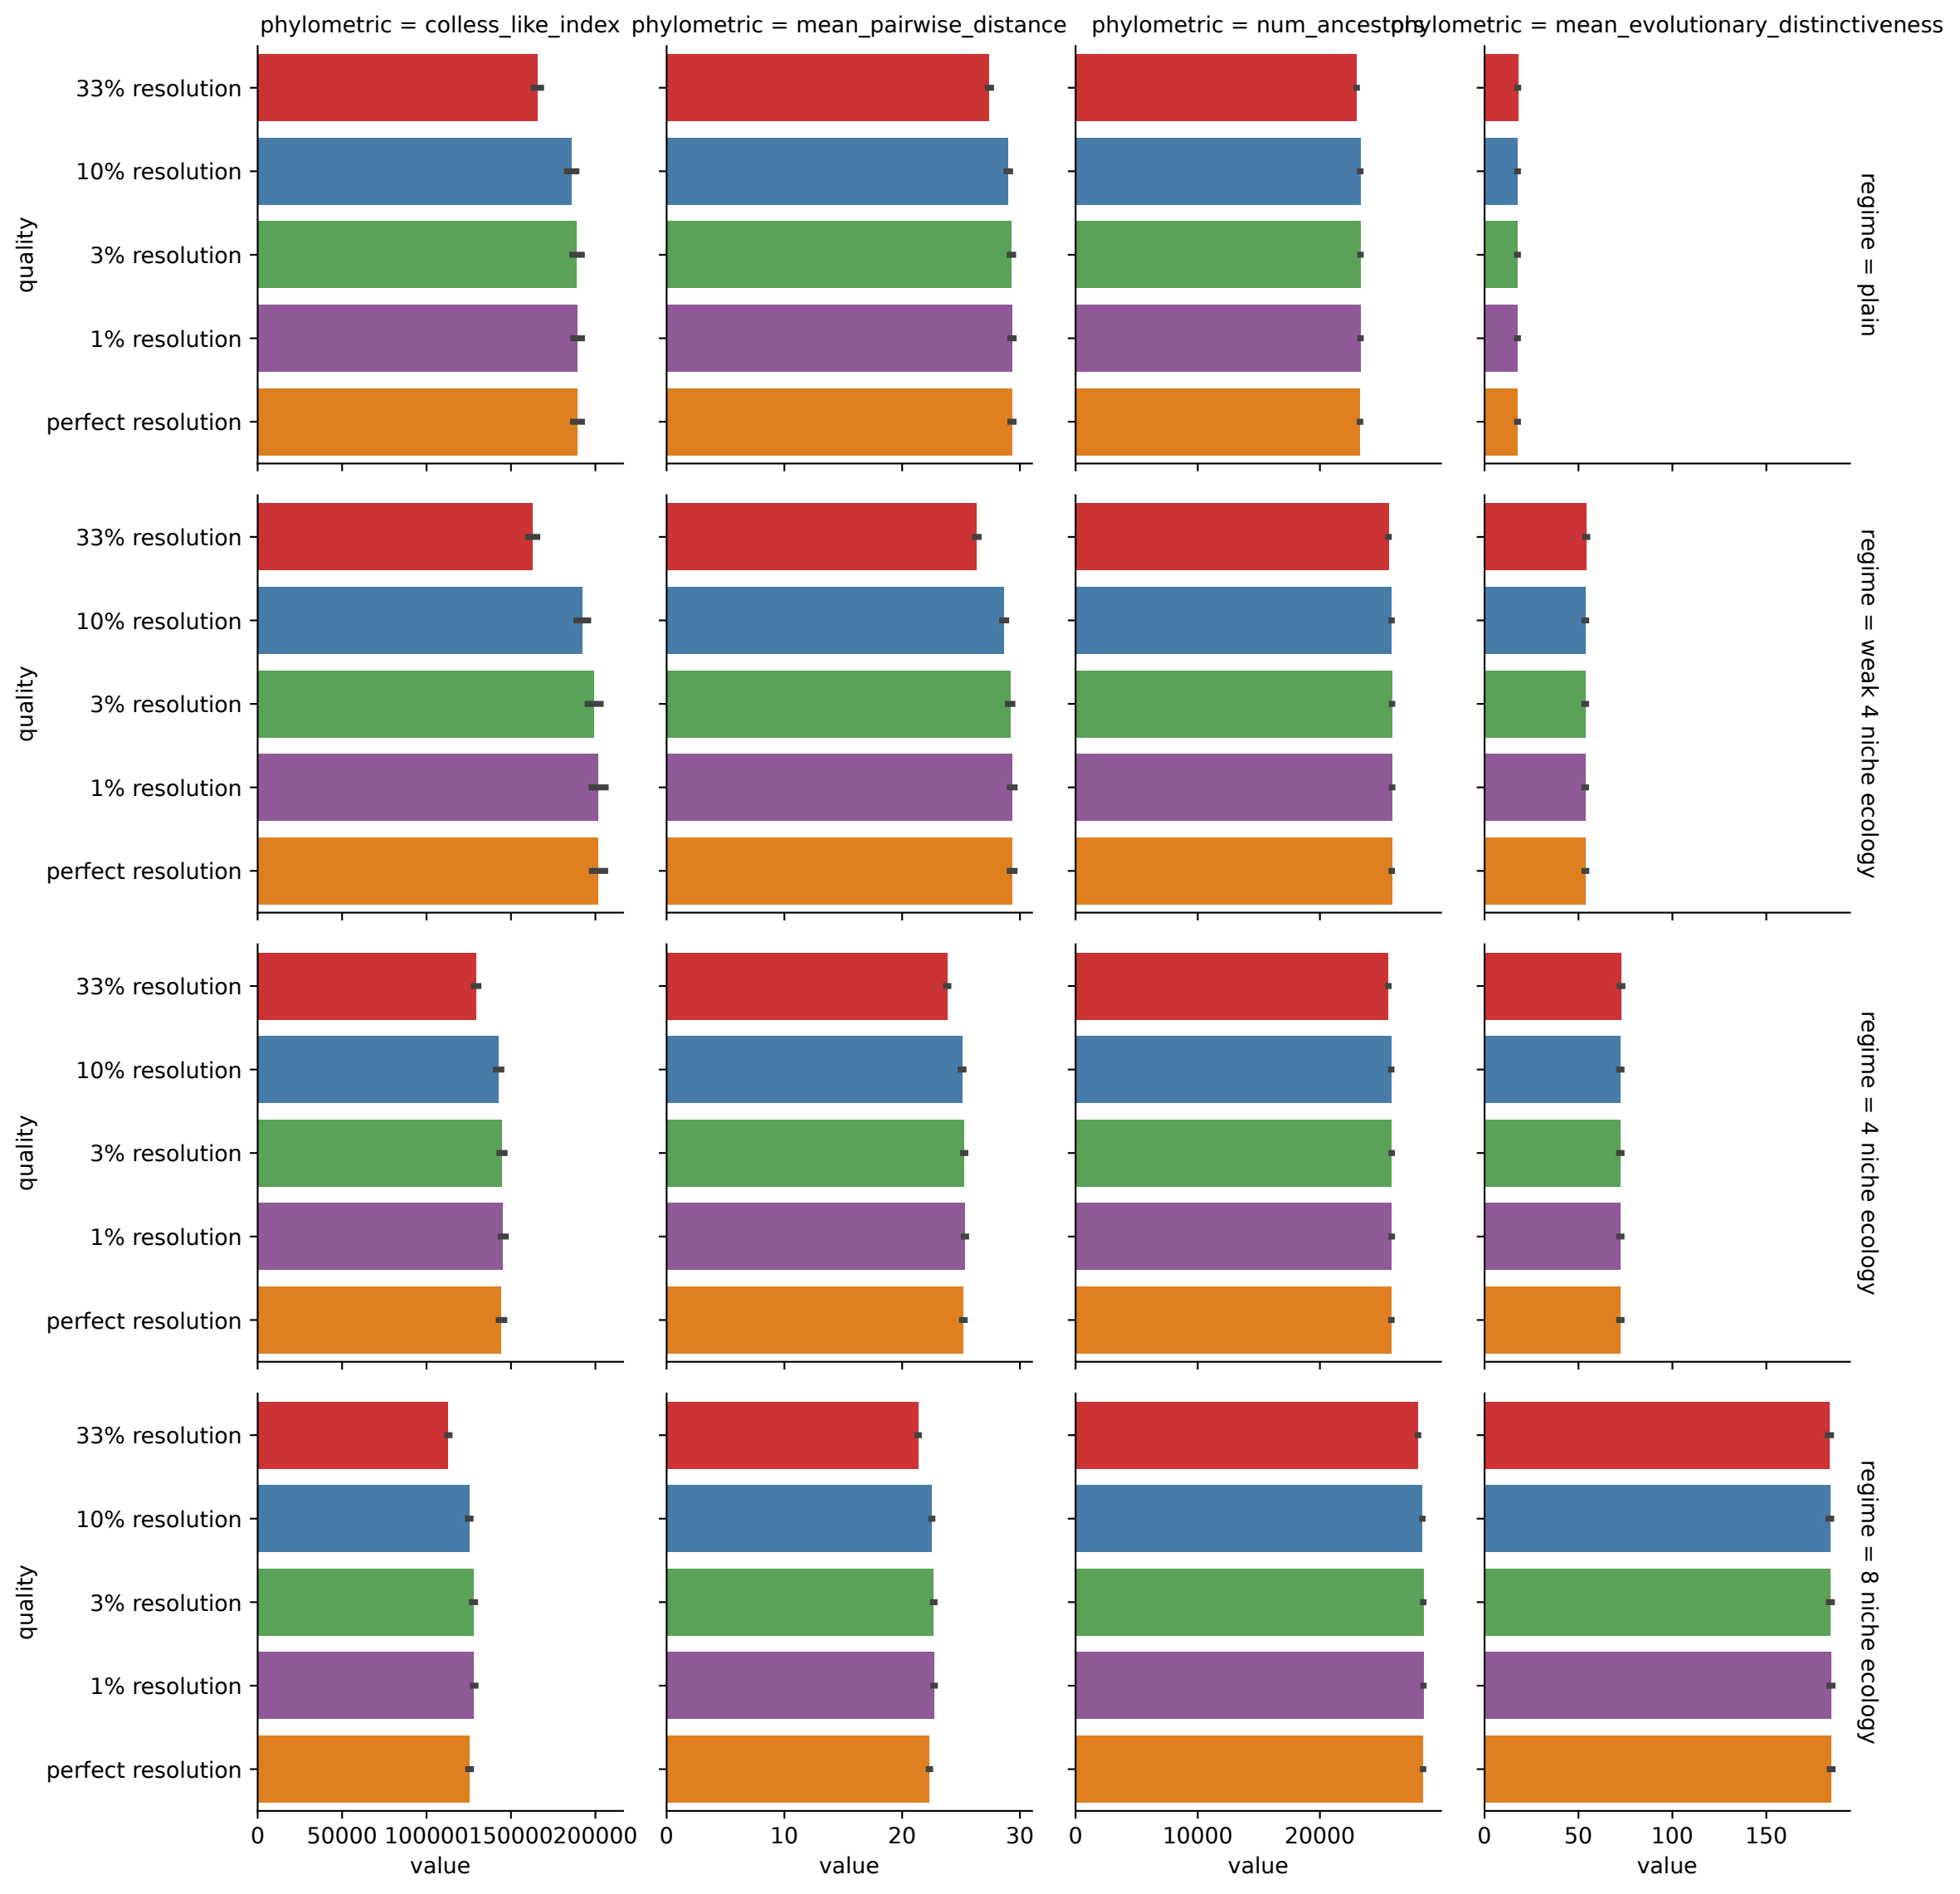 phylometric = colless_like_index
phylometric = mean_pairwise_distance
phylometric = num_ancestors
phylometric = mean_evolutionary_distinctiveness
quality
33% resolution
10% resolution
3% resolution
1% resolution
perfect resolution
regime = plain
quality
33% resolution
10% resolution
3% resolution
1% resolution
perfect resolution
regime = weak 4 niche ecology
quality
33% resolution
10% resolution
3% resolution
1% resolution
perfect resolution
regime = 4 niche ecology
quality
33% resolution
10% resolution
3% resolution
1% resolution
perfect resolution
regime = 8 niche ecology
0 50000 100000 150000 200000
0 10 20 30
0 10000 20000
0 50 100 150
value
value
value
value